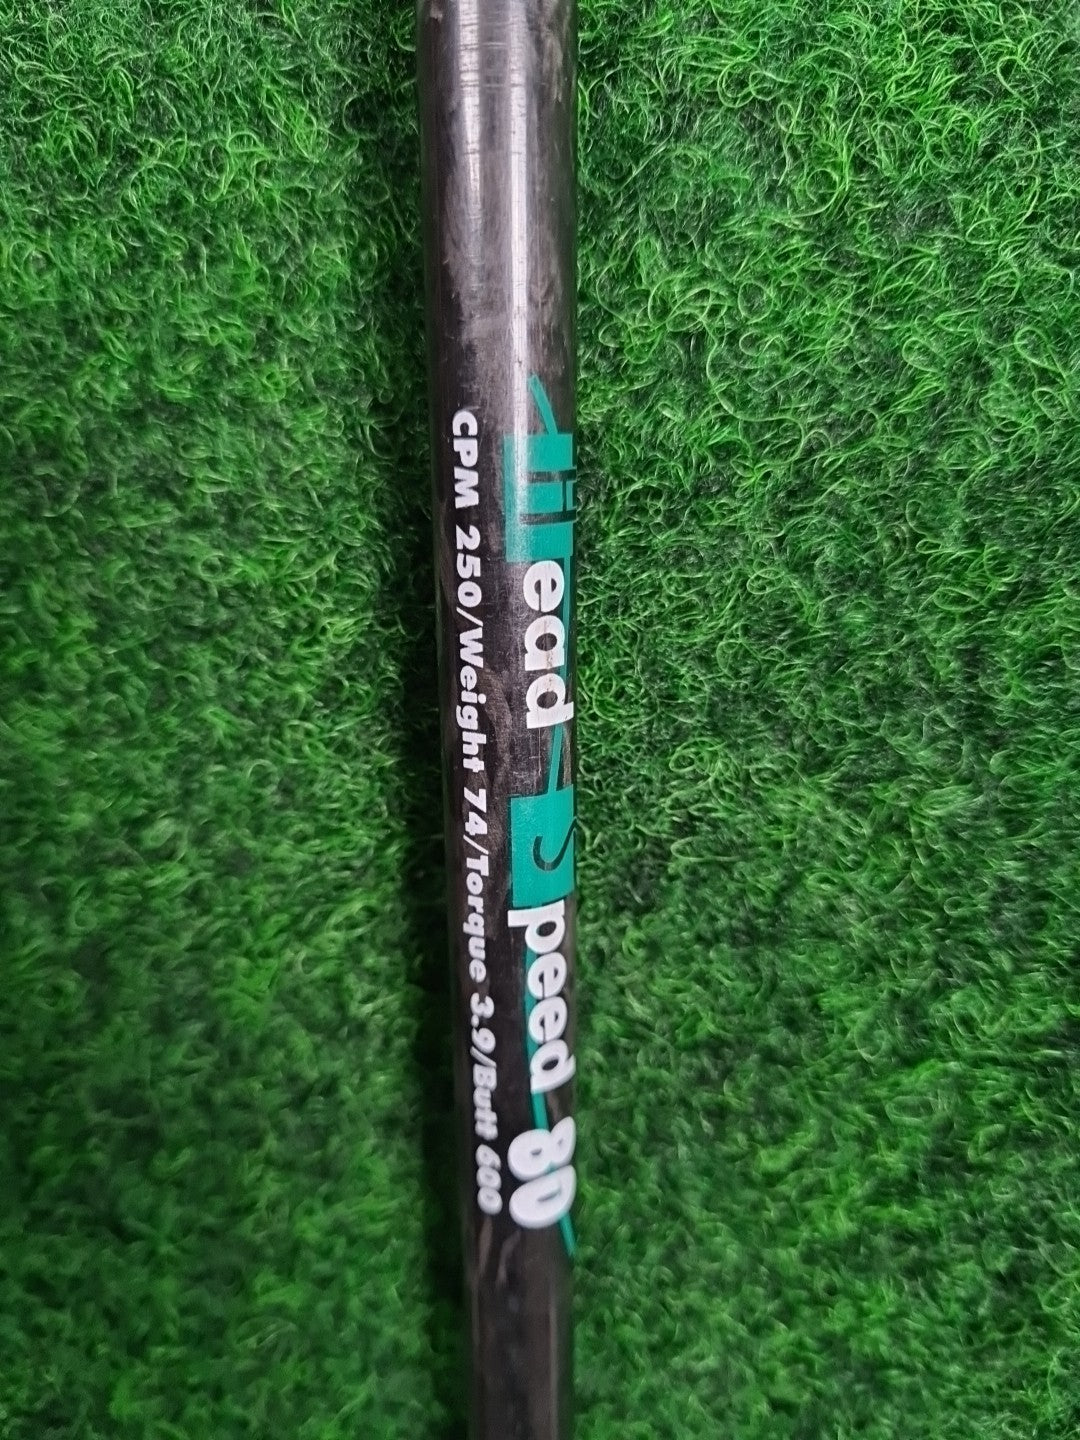 Head Speed 80
CPM 250/Weight 74/Torque 3.9/Butt 600